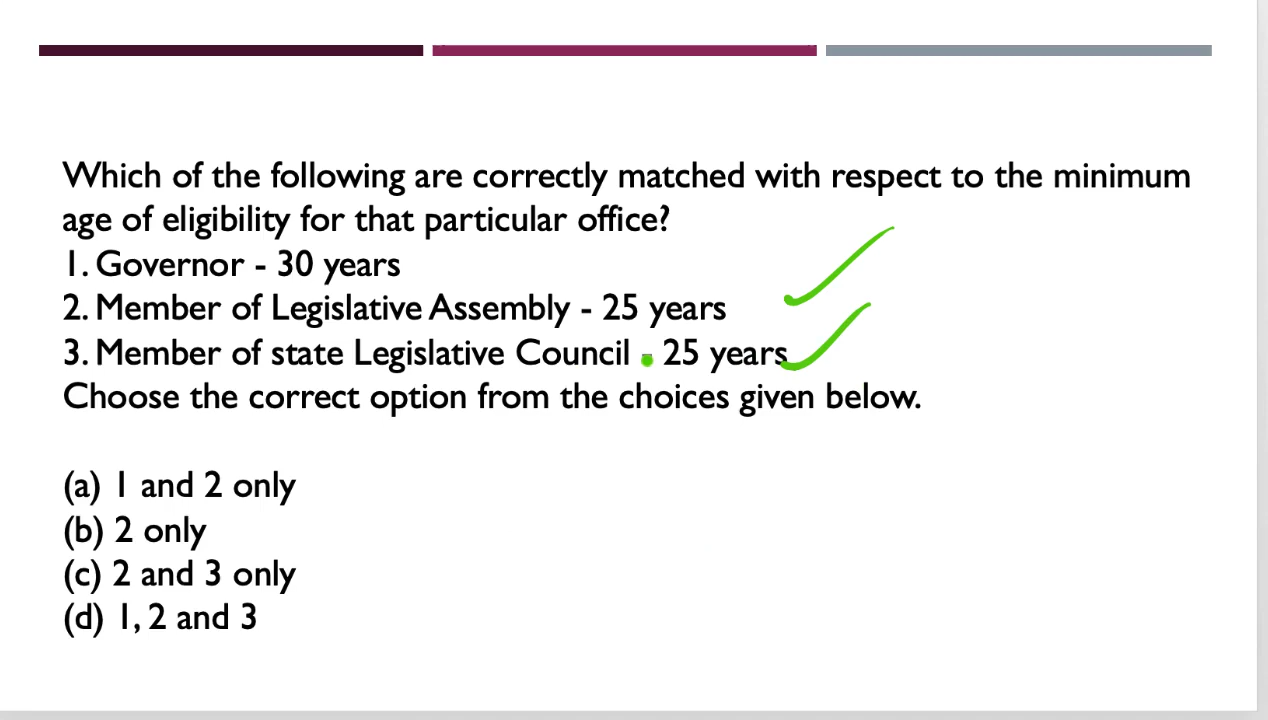 Which of the following are correctly matched with respect to the minimum
age of eligibility for that particular office?
1. Governor - 30 years
2. Member of Legislative Assembly - 25 years
3. Member of state Legislative Council - 25 years
Choose the correct option from the choices given below.
(a) 1 and 2 only
(b) 2 only
(c) 2 and 3 only
(d) 1, 2 and 3